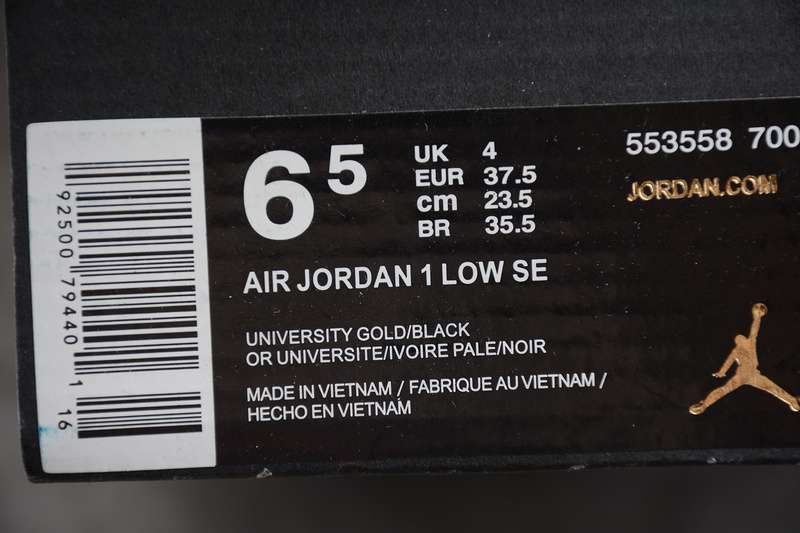 6 5
UK 4
EUR 37.5
cm 23.5
BR 35.5
553558 700
JORDAN.COM
AIR JORDAN 1 LOW SE
UNIVERSITY GOLD/BLACK
OR UNIVERSITE/IVOIRE PALE/NOIR
MADE IN VIETNAM / FABRIQUE AU VIETNAM /
HECHO EN VIETNAM
92500 79440 1 16